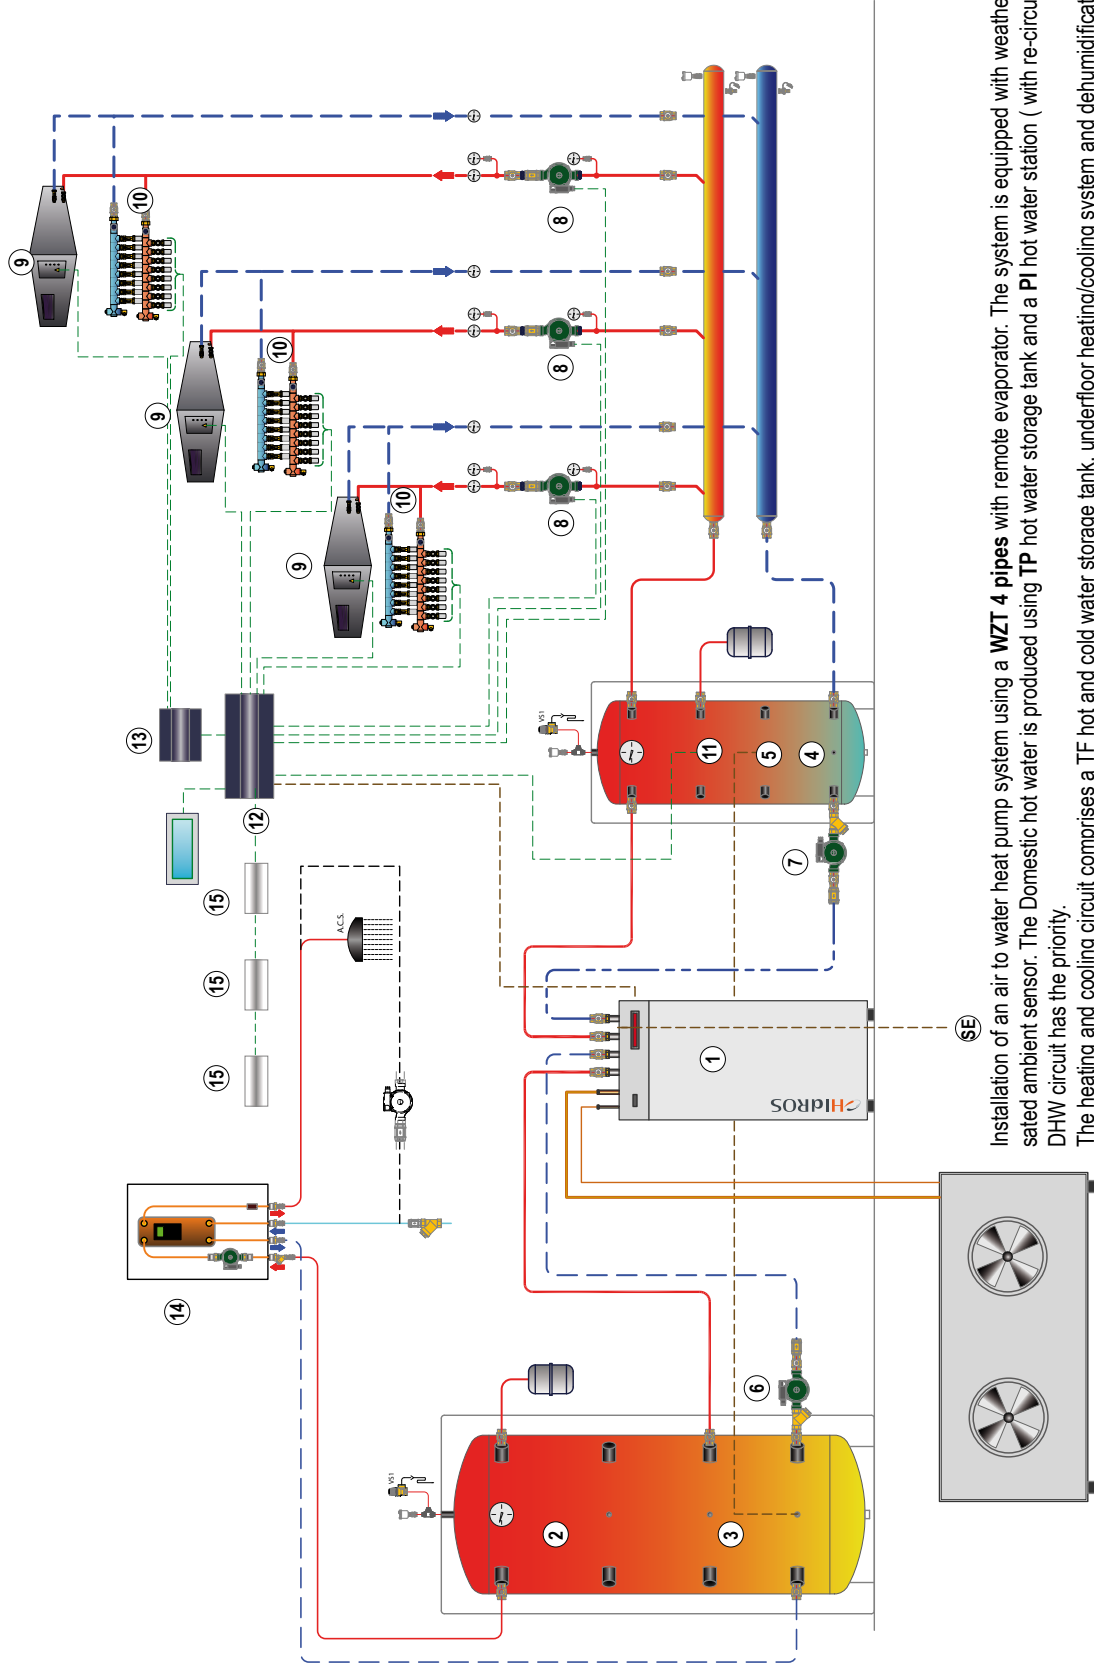 9
10
9
10
9
10
8
8
8
13
12
15
15
15
A.C.S.
14
VS1
11
5
4
7
SE
1
HIdROS
VS1
2
3
6
Installation of an air to water heat pump system using a WZT 4 pipes with remote evaporator. The system is equipped with weathe
sated ambient sensor. The Domestic hot water is produced using TP hot water storage tank and a PI hot water station ( with re-circu
DHW circuit has the priority.
The heating and cooling circuit comprises a TF hot and cold water storage tank, underfloor heating/cooling system and dehumidificat